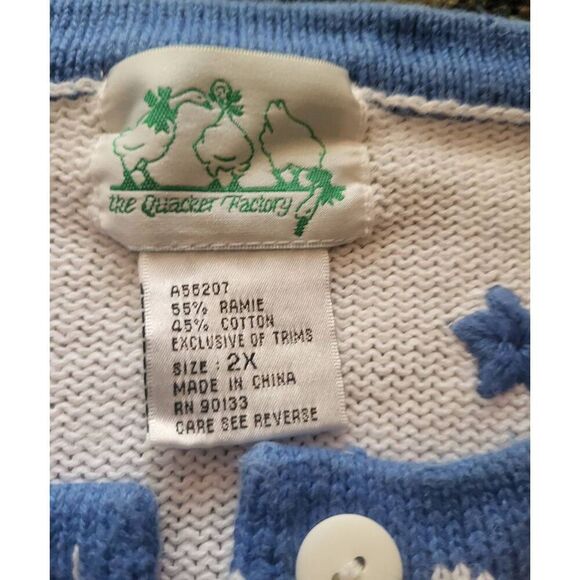 the Quacker Factory
A56207
55% RAMIE
45% COTTON
EXCLUSIVE OF TRIMS
SIZE : 2X
MADE IN CHINA
RN 90133
CARE SEE REVERSE